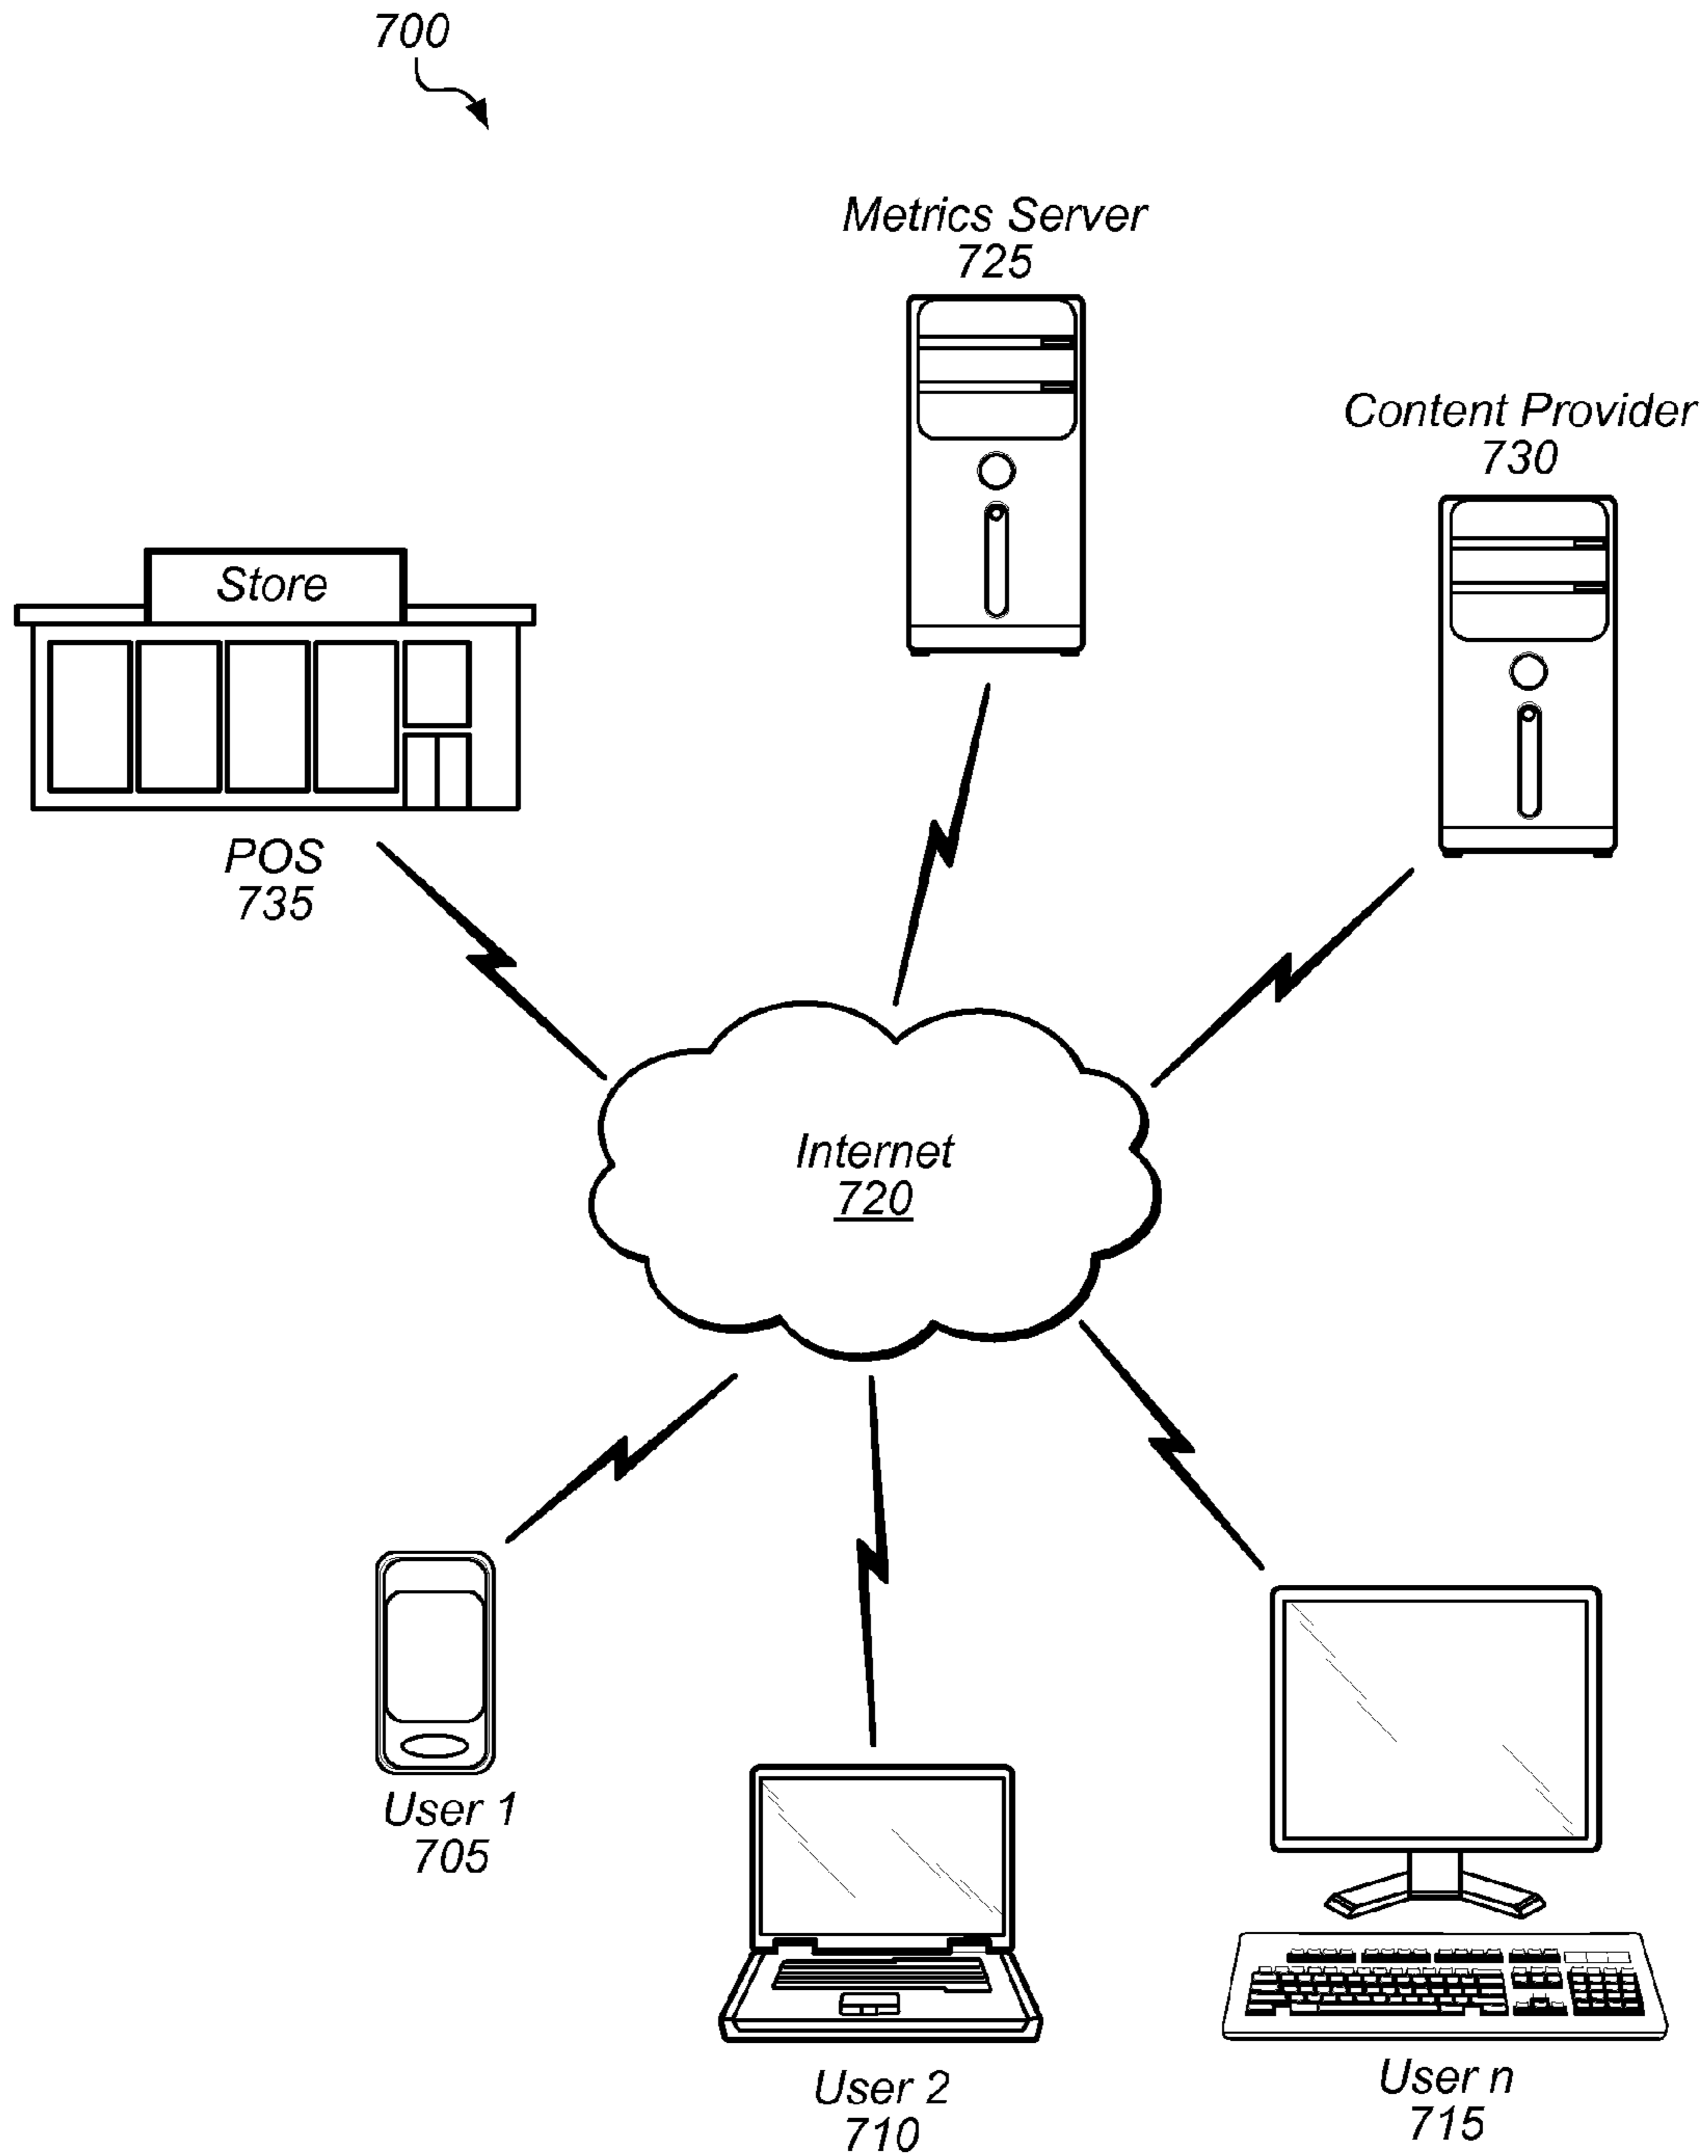 700
Metrics Server
725
Content Provider
730
Store
POS
735
Internet
720
User 1
705
User 2
710
User n
715